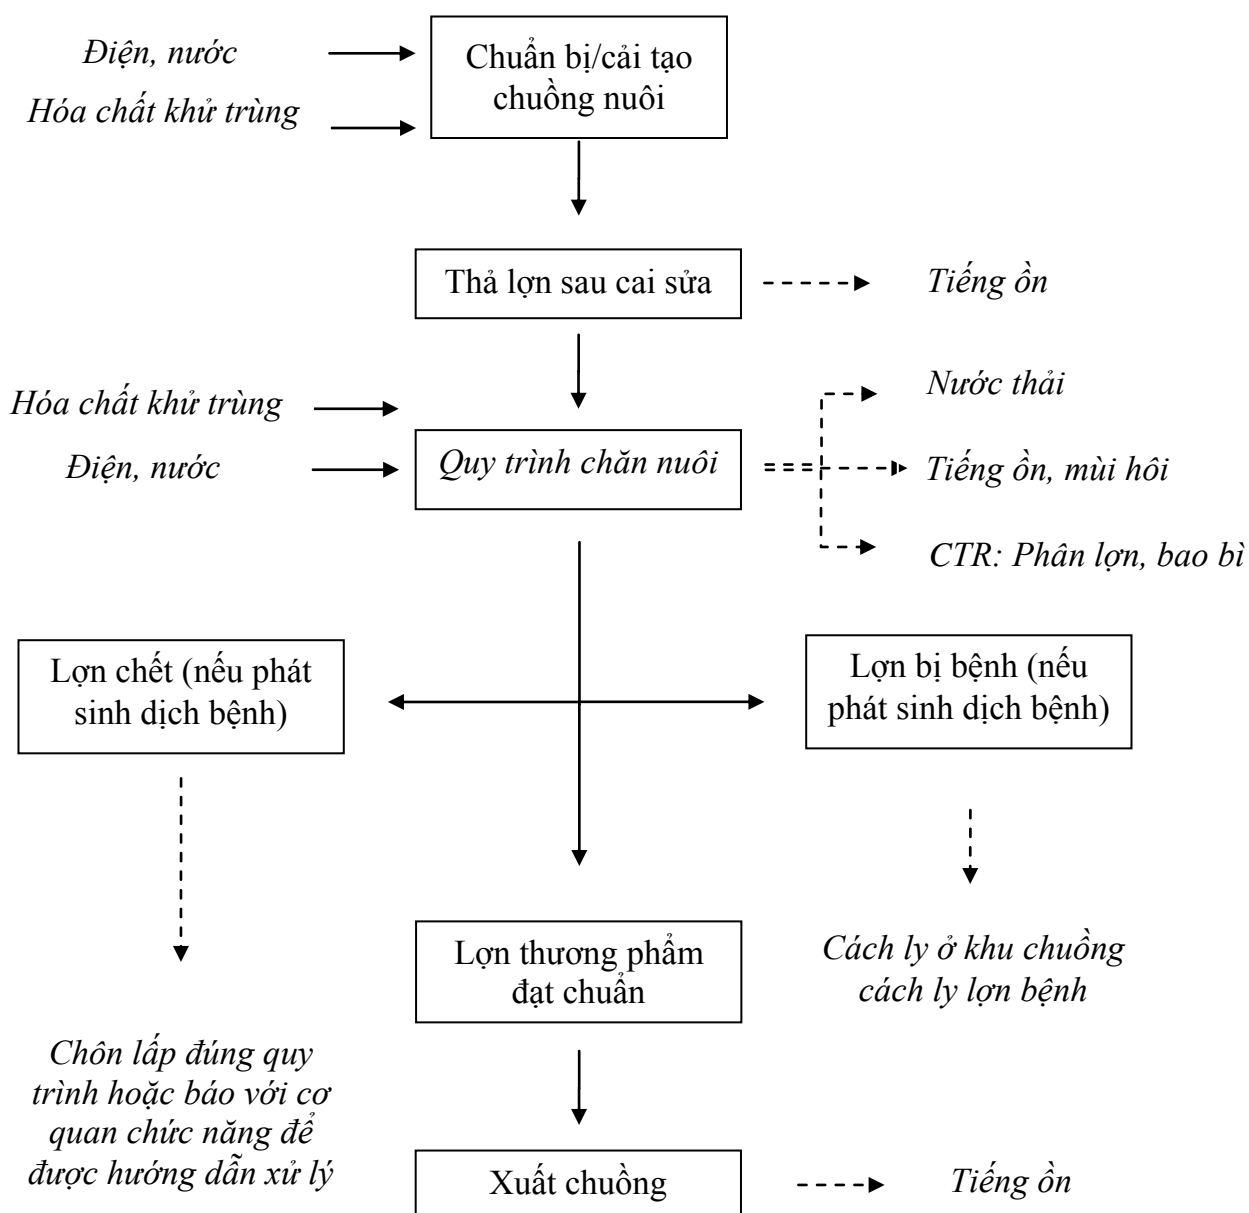 Điện, nước
Hóa chất khử trùng
Chuẩn bị/cải tạo
chuồng nuôi
Thả lợn sau cai sửa
Tiếng ồn
Hóa chất khử trùng
Điện, nước
Quy trình chăn nuôi
Nước thải
Tiếng ồn, mùi hôi
CTR: Phân lợn, bao bì
Lợn chết (nếu phát
sinh dịch bệnh)
Lợn bị bệnh (nếu
phát sinh dịch bệnh)
Lợn thương phẩm
đạt chuẩn
Cách ly ở khu chuồng
cách ly lợn bệnh
Chôn lấp đúng quy
trình hoặc báo với cơ
quan chức năng để
được hướng dẫn xử lý
Xuất chuồng
Tiếng ồn